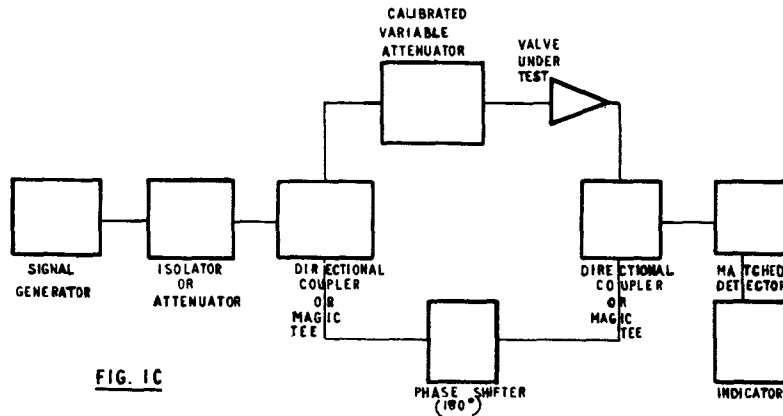 CALIBRATED
VARIABLE
ATTENUATOR
VALVE
UNDER
TEST
SIGNAL
GENERATOR
ISOLATOR
OR
ATTENUATOR
DIRECTIONAL
COUPLER
OR
MAGIC
TEE
DIRECTIONAL
COUPLER
OR
MAGIC
TEE
MATCHED
DETECTOR
FIG. 1C
PHASE SHIFTER
(180°)
INDICATOR